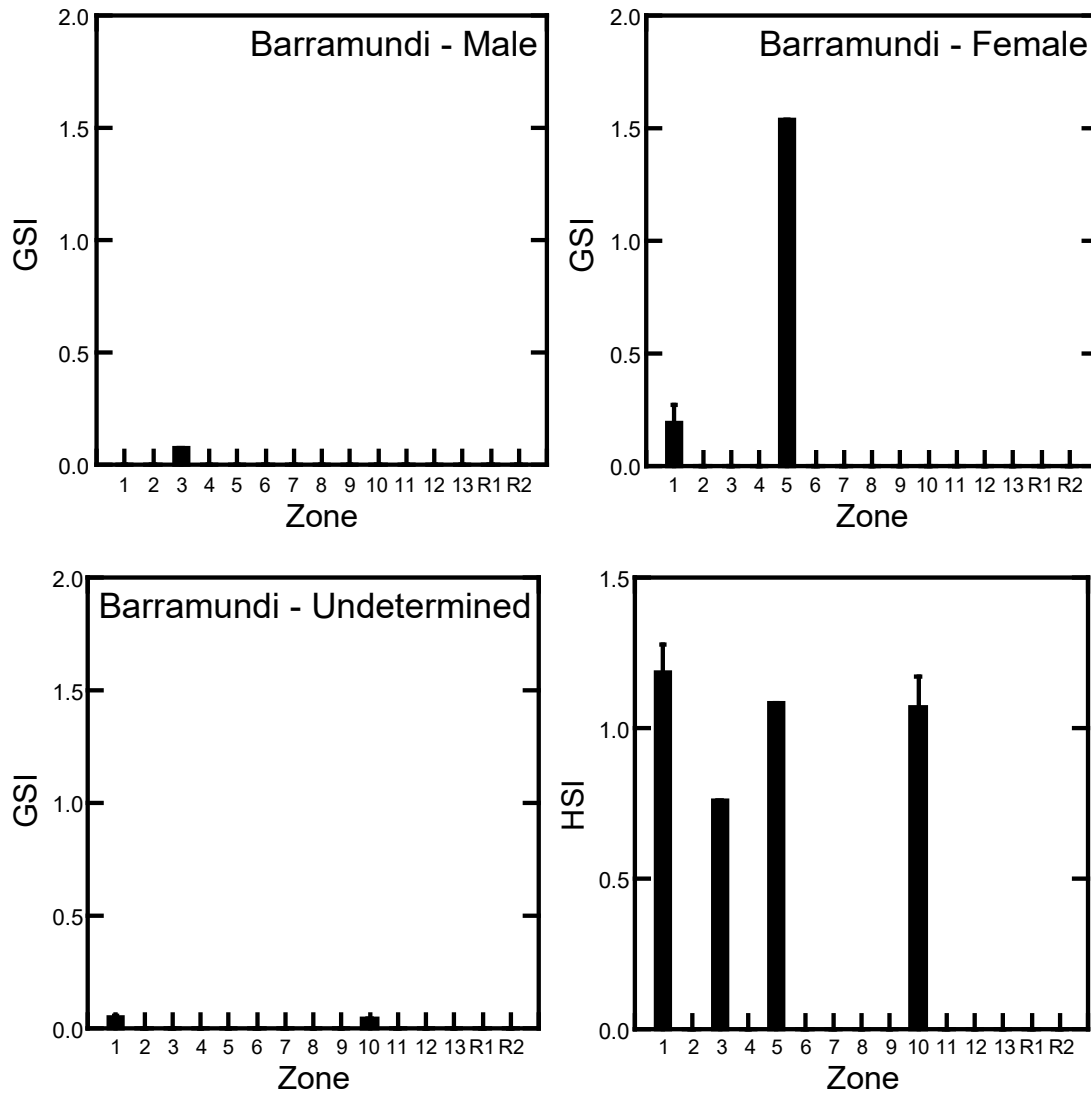 Barramundi - Male
2.0
1.5
1.0
0.5
0.0
GSI
1 2 3 4 5 6 7 8 9 10 11 12 13 R1 R2
Zone
Barramundi - Female
2.0
1.5
1.0
0.5
0.0
GSI
1 2 3 4 5 6 7 8 9 10 11 12 13 R1 R2
Zone
Barramundi - Undetermined
2.0
1.5
1.0
0.5
0.0
GSI
1 2 3 4 5 6 7 8 9 10 11 12 13 R1 R2
Zone
1.5
1.0
0.5
0.0
HSI
1 2 3 4 5 6 7 8 9 10 11 12 13 R1 R2
Zone